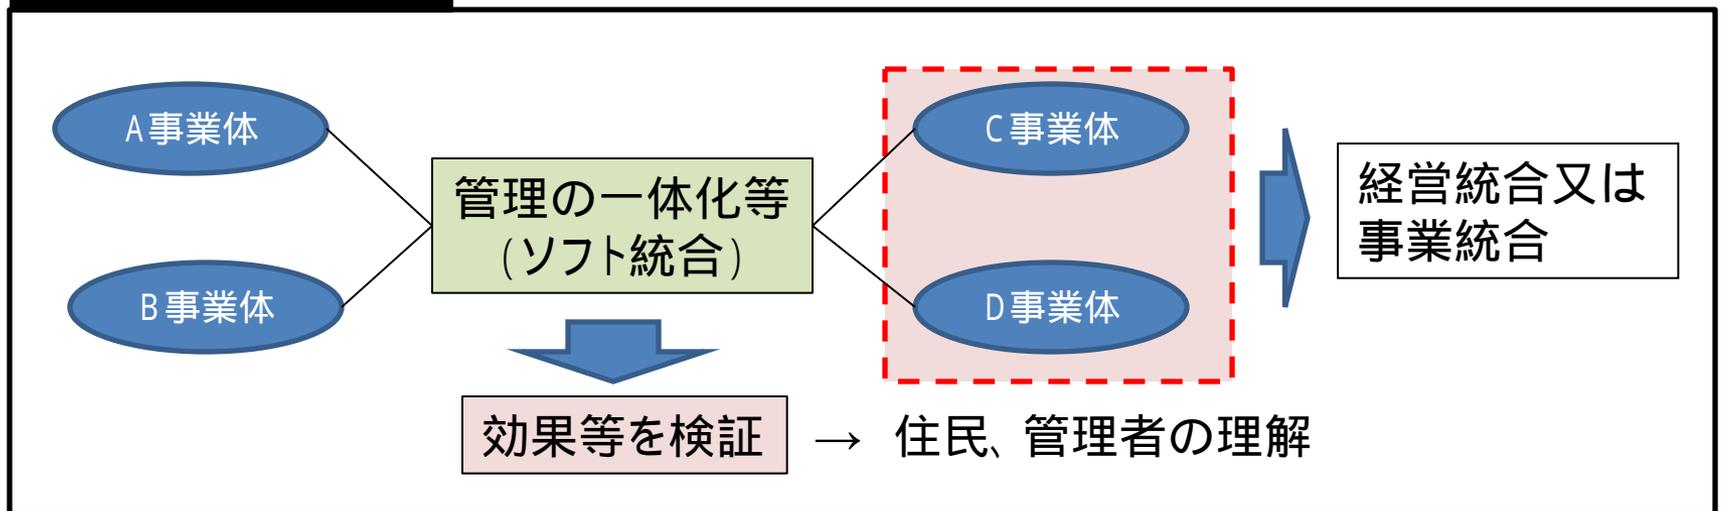 A事業体
C事業体
管理の一体化等
(ソフト統合)
経営統合又は
事業統合
B事業体
D事業体
効果等を検証 → 住民、管理者の理解